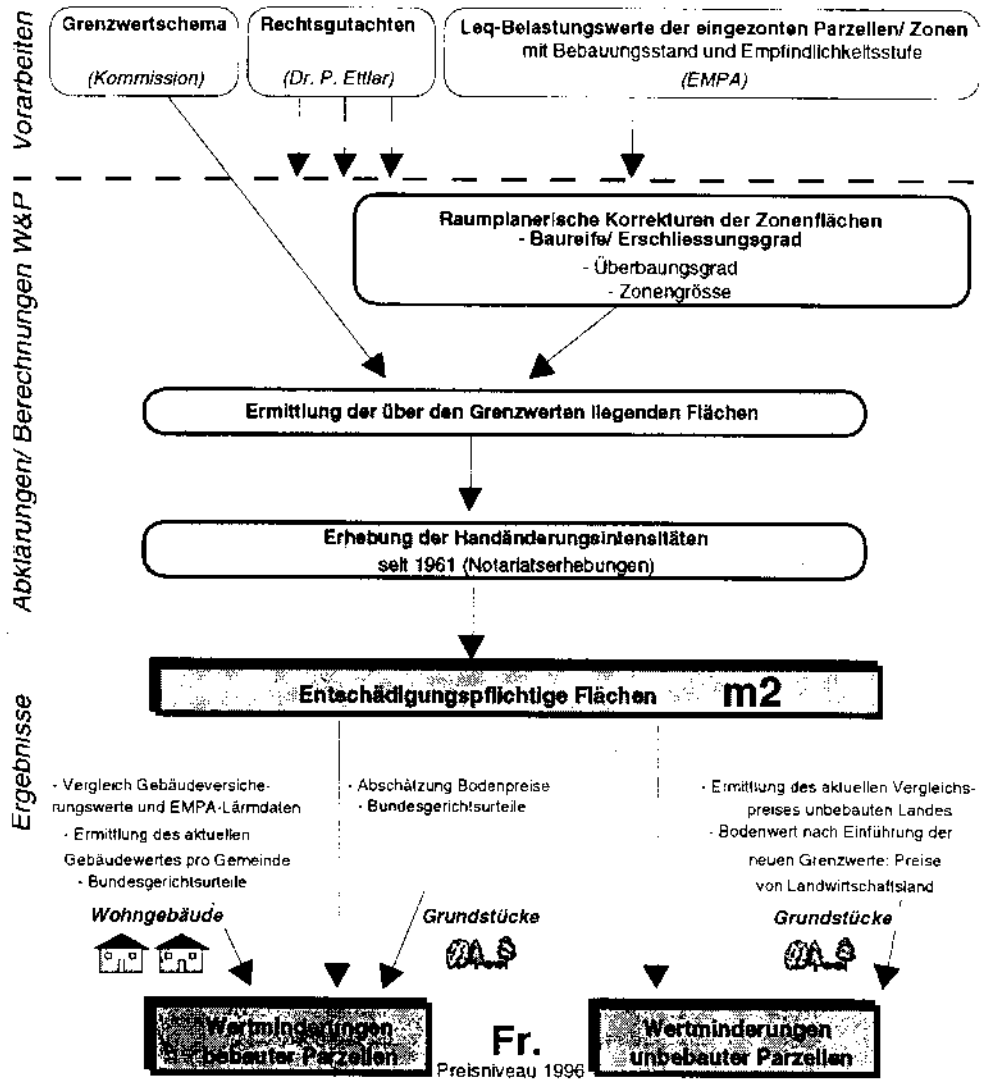 Vorarbeiten
Grenzwertschema
(Kommission)
Rechtsgutachten
(Dr. P. Ettler)
Leq-Belastungswerte der eingezonten Parzellen/ Zonen
mit Bebauungsstand und Empfindlichkeitsstufe
(EMPA)
Abklärungen/ Berechnungen W&P
Raumplanerische Korrekturen der Zonenflächen
- Baureife/ Erschliessungsgrad
- Überbaungsgrad
- Zonengrösse
Ermittlung der über den Grenzwerten liegenden Flächen
Erhebung der Handänderungsintensitäten
seit 1961 (Notariatserhebungen)
Ergebnisse
Entschädigungspflichtige Flächen m2
- Vergleich Gebäudeversiche-
rungswerte und EMPA-Lärmdaten
- Ermittlung des aktuellen
Gebäudewertes pro Gemeinde
- Bundesgerichtsurteile
- Abschätzung Bodenpreise
- Bundesgerichtsurteile
- Ermittlung des aktuellen Vergleichs-
preises unbebauten Landes
- Bodenwert nach Einführung der
neuen Grenzwerte: Preise
von Landwirtschaftsland
Wohngebäude
Grundstücke
Grundstücke
Wertminderungen
bebauter Parzellen
Fr.
Preisniveau 1996
Wertminderungen
unbebauter Parzellen